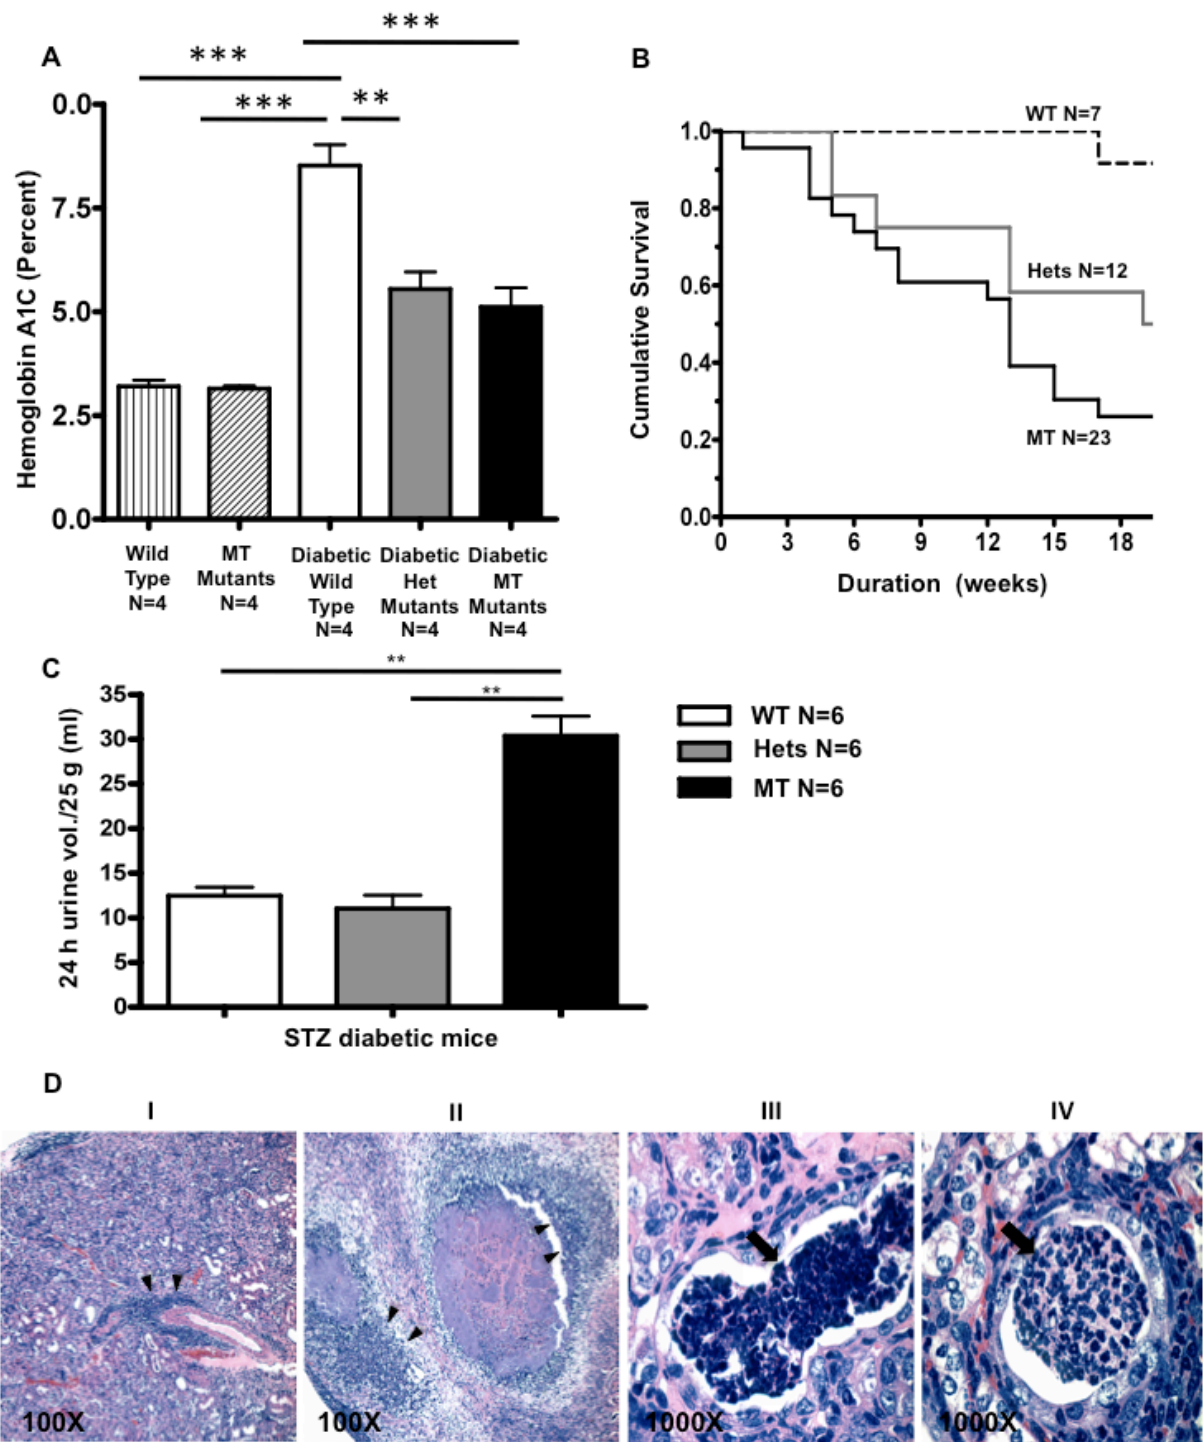 A
***
***
***
**
Hemoglobin A1C (Percent)
0.0
7.5
5.0
2.5
0.0
Wild Type N=4
MT Mutants N=4
Diabetic Wild Type N=4
Diabetic Het Mutants N=4
Diabetic MT Mutants N=4
B
Cumulative Survival
1.0
0.8
0.6
0.4
0.2
0.0
WT N=7
Hets N=12
MT N=23
0 3 6 9 12 15 18
Duration (weeks)
C
**
**
24 h urine vol./25 g (ml)
35
30
25
20
15
10
5
0
STZ diabetic mice
WT N=6
Hets N=6
MT N=6
D
I II III IV
100X 100X 1000X 1000X